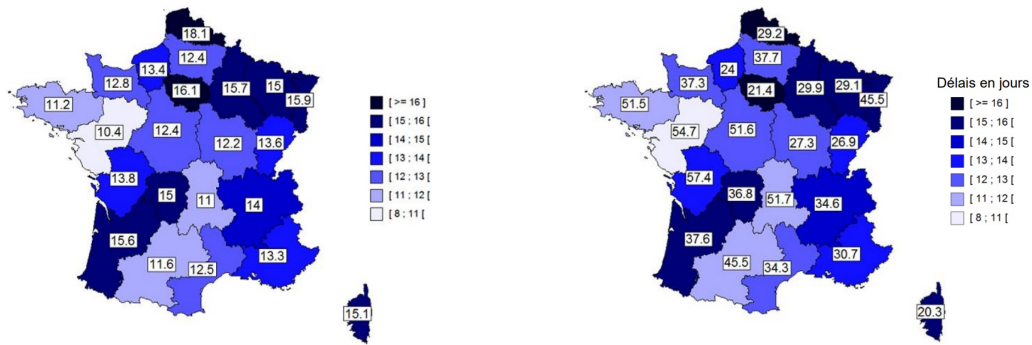 18.1
12.4
13.4
12.8
16.1
15.7
15
15.9
11.2
10.4
12.4
12.2
13.6
13.8
15
11
14
15.6
11.6
12.5
13.3
15.1
[ >= 16 ]
[ 15 ; 16 [
[ 14 ; 15 [
[ 13 ; 14 [
[ 12 ; 13 [
[ 11 ; 12 [
[ 8 ; 11 [
29.2
37.7
24
37.3
21.4
29.9
29.1
45.5
51.5
54.7
51.6
27.3
26.9
57.4
36.8
51.7
34.6
37.6
45.5
34.3
30.7
20.3
Délais en jours
[ >= 16 ]
[ 15 ; 16 [
[ 14 ; 15 [
[ 13 ; 14 [
[ 12 ; 13 [
[ 11 ; 12 [
[ 8 ; 11 [